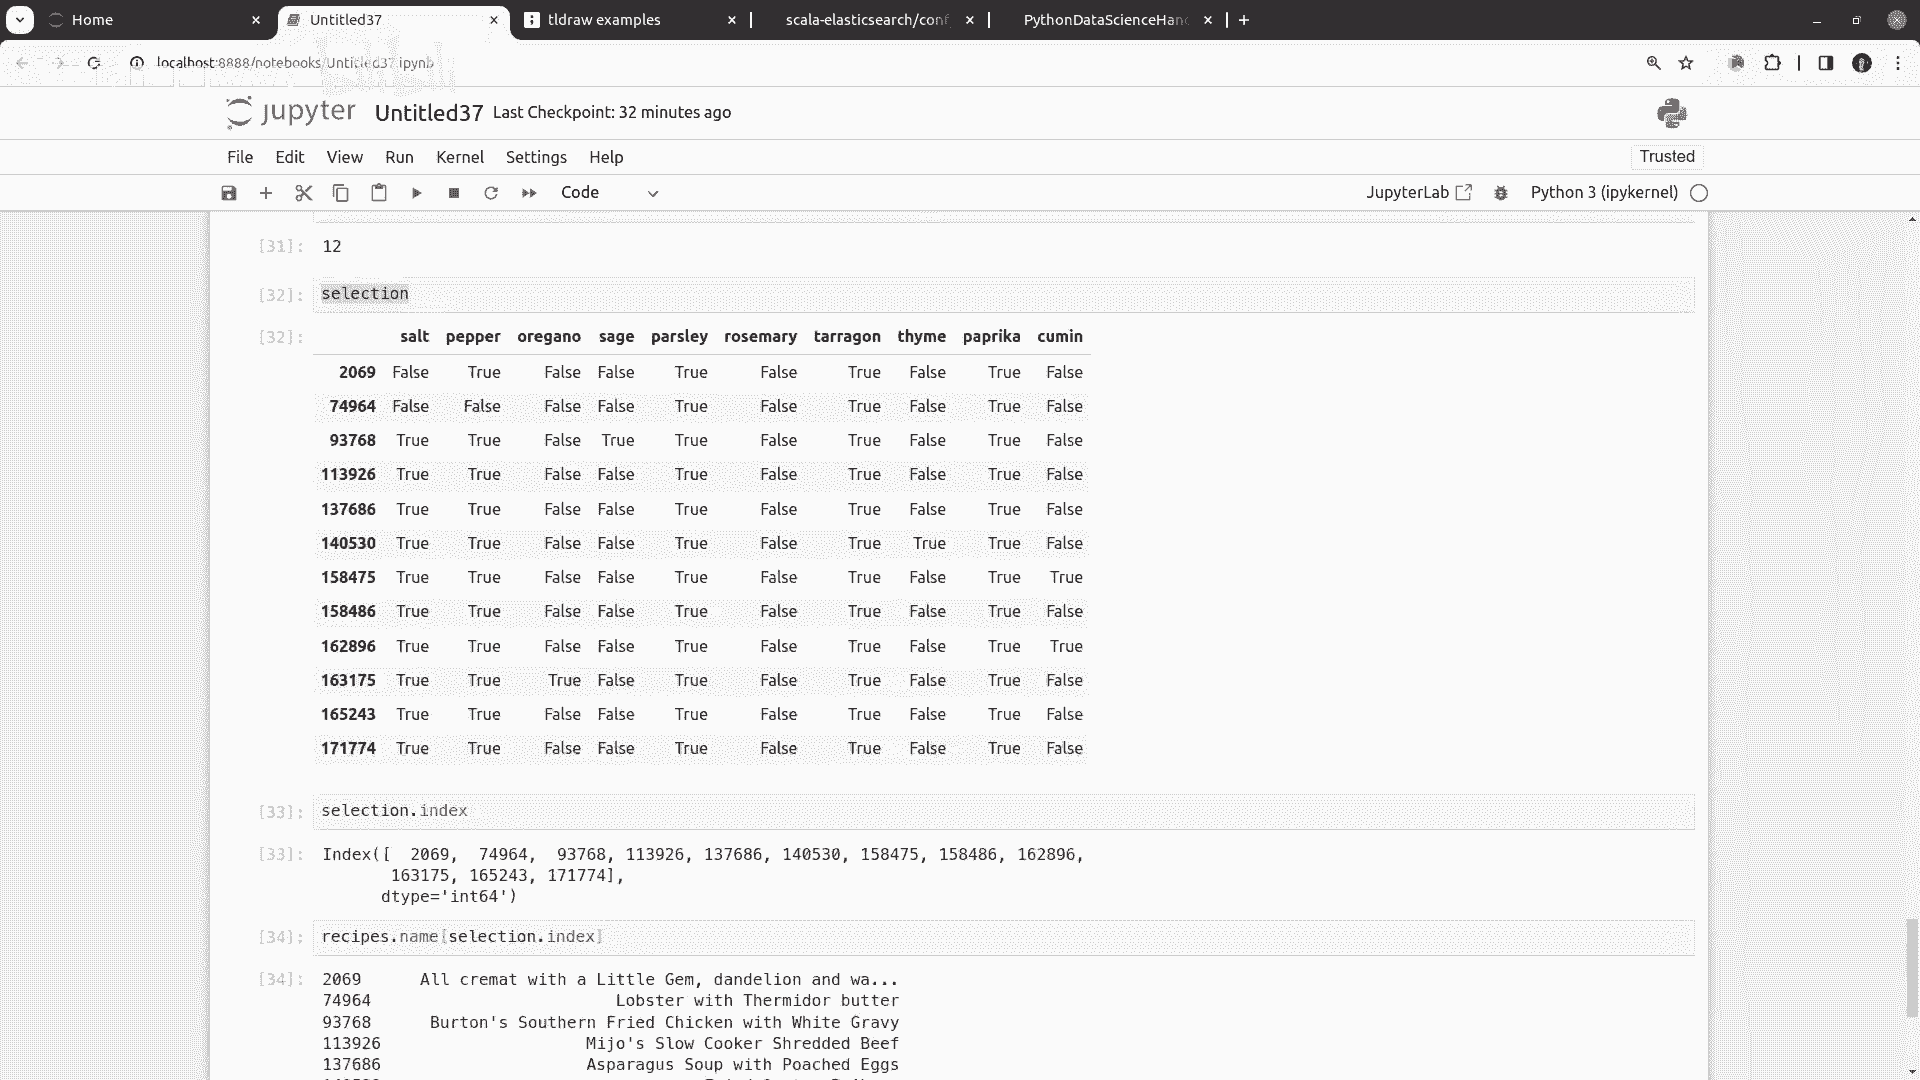 Home
Untitled37
tldraw examples
scala-elasticsearch/conf
PythonDataScienceHand
localhost:8888/notebooks/Untitled37.ipynb
jupyter Untitled37 Last Checkpoint: 32 minutes ago
File Edit View Run Kernel Settings Help
Trusted
Code
JupyterLab
Python 3 (ipykernel)
[31]: 12
[32]: selection
[32]: salt pepper oregano sage parsley rosemary tarragon thyme paprika cumin
2069 False True False False True False True False True False
74964 False False False False True False True False True False
93768 True True False True True False True False True False
113926 True True False False True False True False True False
137686 True True False False True False True False True False
140530 True True False False True False True True True False
158475 True True False False True False True False True True
158486 True True False False True False True False True False
162896 True True False False True False True False True True
163175 True True True False True False True False True False
165243 True True False False True False True False True False
171774 True True False False True False True False True False
[33]: selection.index
[33]: Index([ 2069, 74964, 93768, 113926, 137686, 140530, 158475, 158486, 162896,
163175, 165243, 171774],
dtype='int64')
[34]: recipes.name[selection.index]
[34]: 2069 All cremat with a Little Gem, dandelion and wa...
74964 Lobster with Thermidor butter
93768 Burton's Southern Fried Chicken with White Gravy
113926 Mijo's Slow Cooker Shredded Beef
137686 Asparagus Soup with Poached Eggs